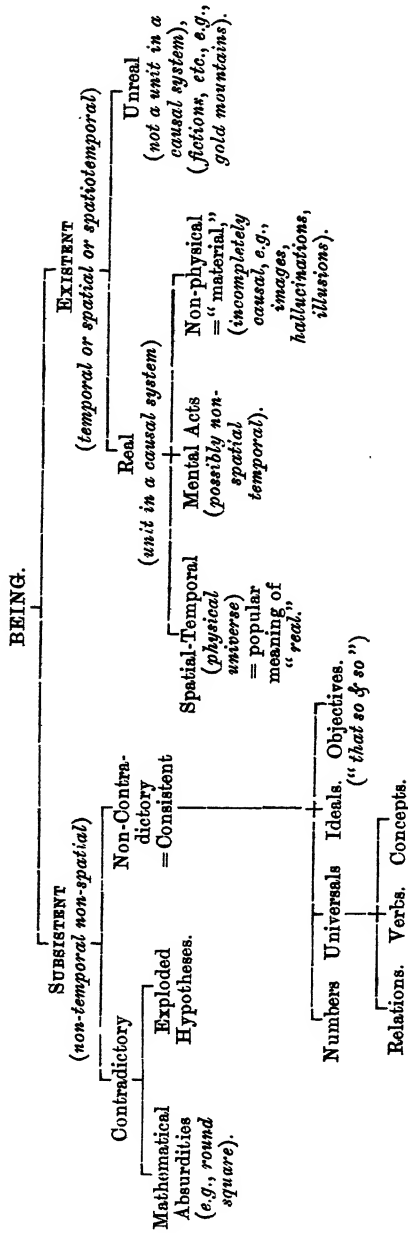 BEING.
SUBSISTENT
(non-temporal non-spatial)
EXISTENT
(temporal or spatial or spatiotemporal)
Contradictory
Non-Contra-
dictory
=Consistent
Real
(unit in a causal system)
Unreal
(not a unit in a
causal system),
(fictions, etc., e.g.,
gold mountains).
Mathematical
Absurdities
(e.g., round
square).
Exploded
Hypotheses.
Spatial-Temporal
(physical
universe)
= popular
meaning of
"real."
Mental Acts
(possibly non-
spatial
temporal).
Non-physical
="material,"
(incompletely
causal, e.g.,
images,
hallucinations,
illusions).
Numbers Universals Ideals. Objectives.
("that so & so")
Relations. Verbs. Concepts.